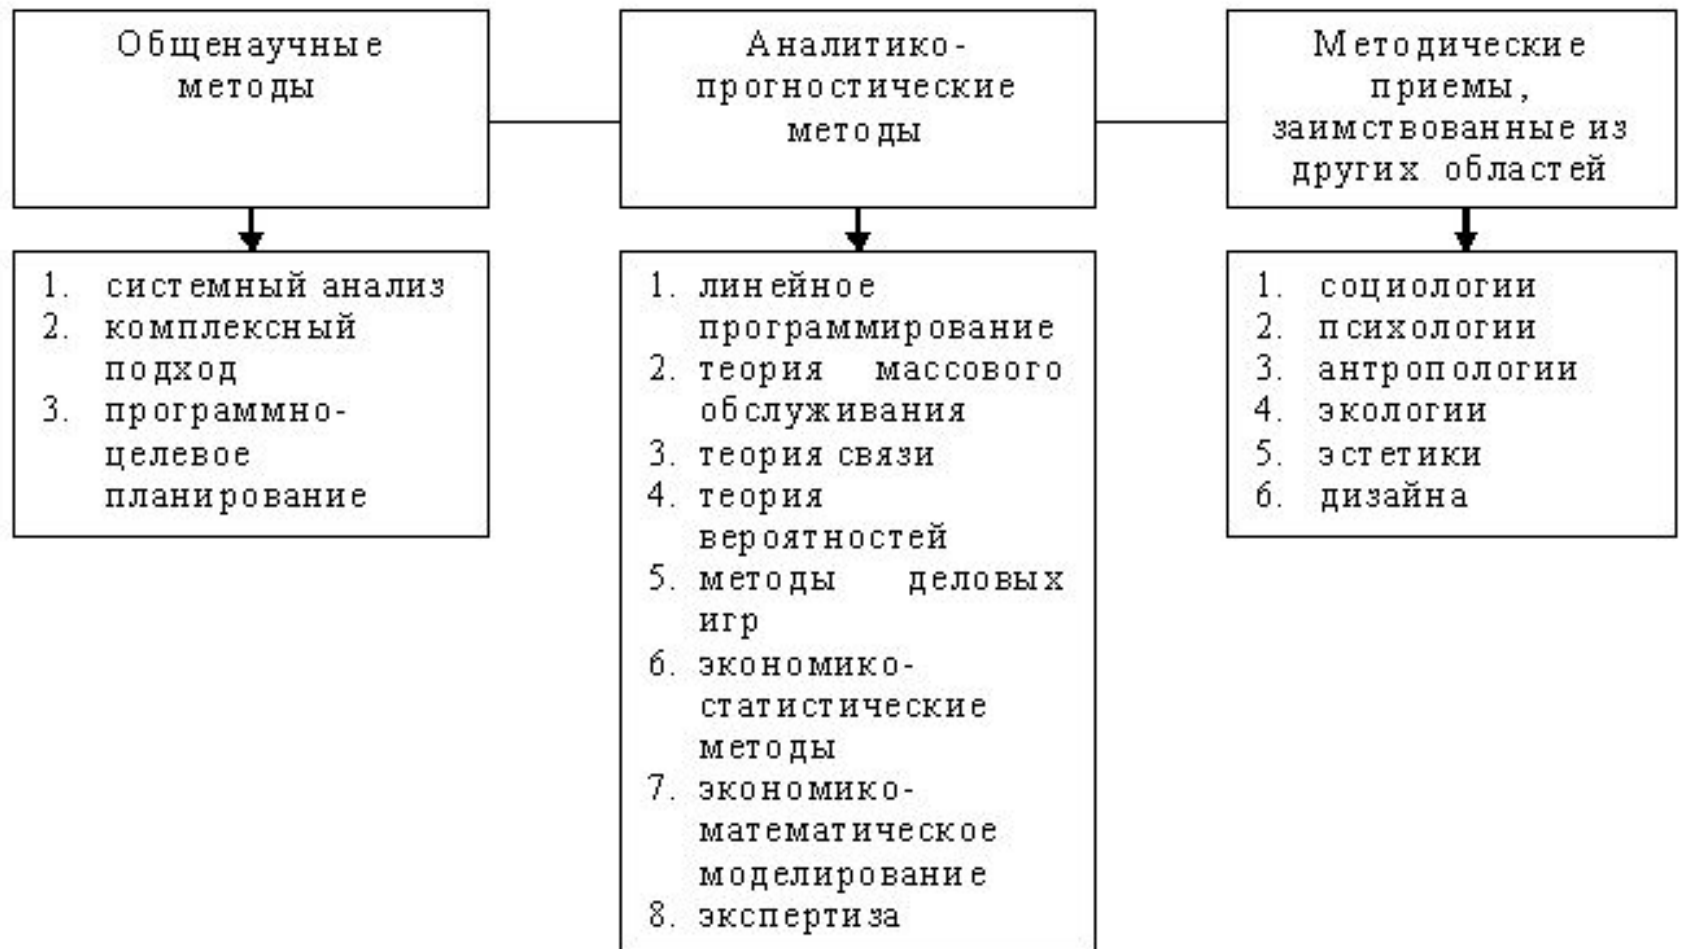 Общенаучные
методы
Аналитико-
прогностические
методы
Методические
приемы,
заимствованные из
других областей
1. системный анализ
2. комплексный
подход
3. программно-
целевое
планирование
1. линейное
программирование
2. теория массового
обслуживания
3. теория связи
4. теория
вероятностей
5. методы деловых
игр
6. экономико-
статистические
методы
7. экономико-
математическое
моделирование
8. экспертиза
1. социологии
2. психологии
3. антропологии
4. экологии
5. эстетики
6. дизайна